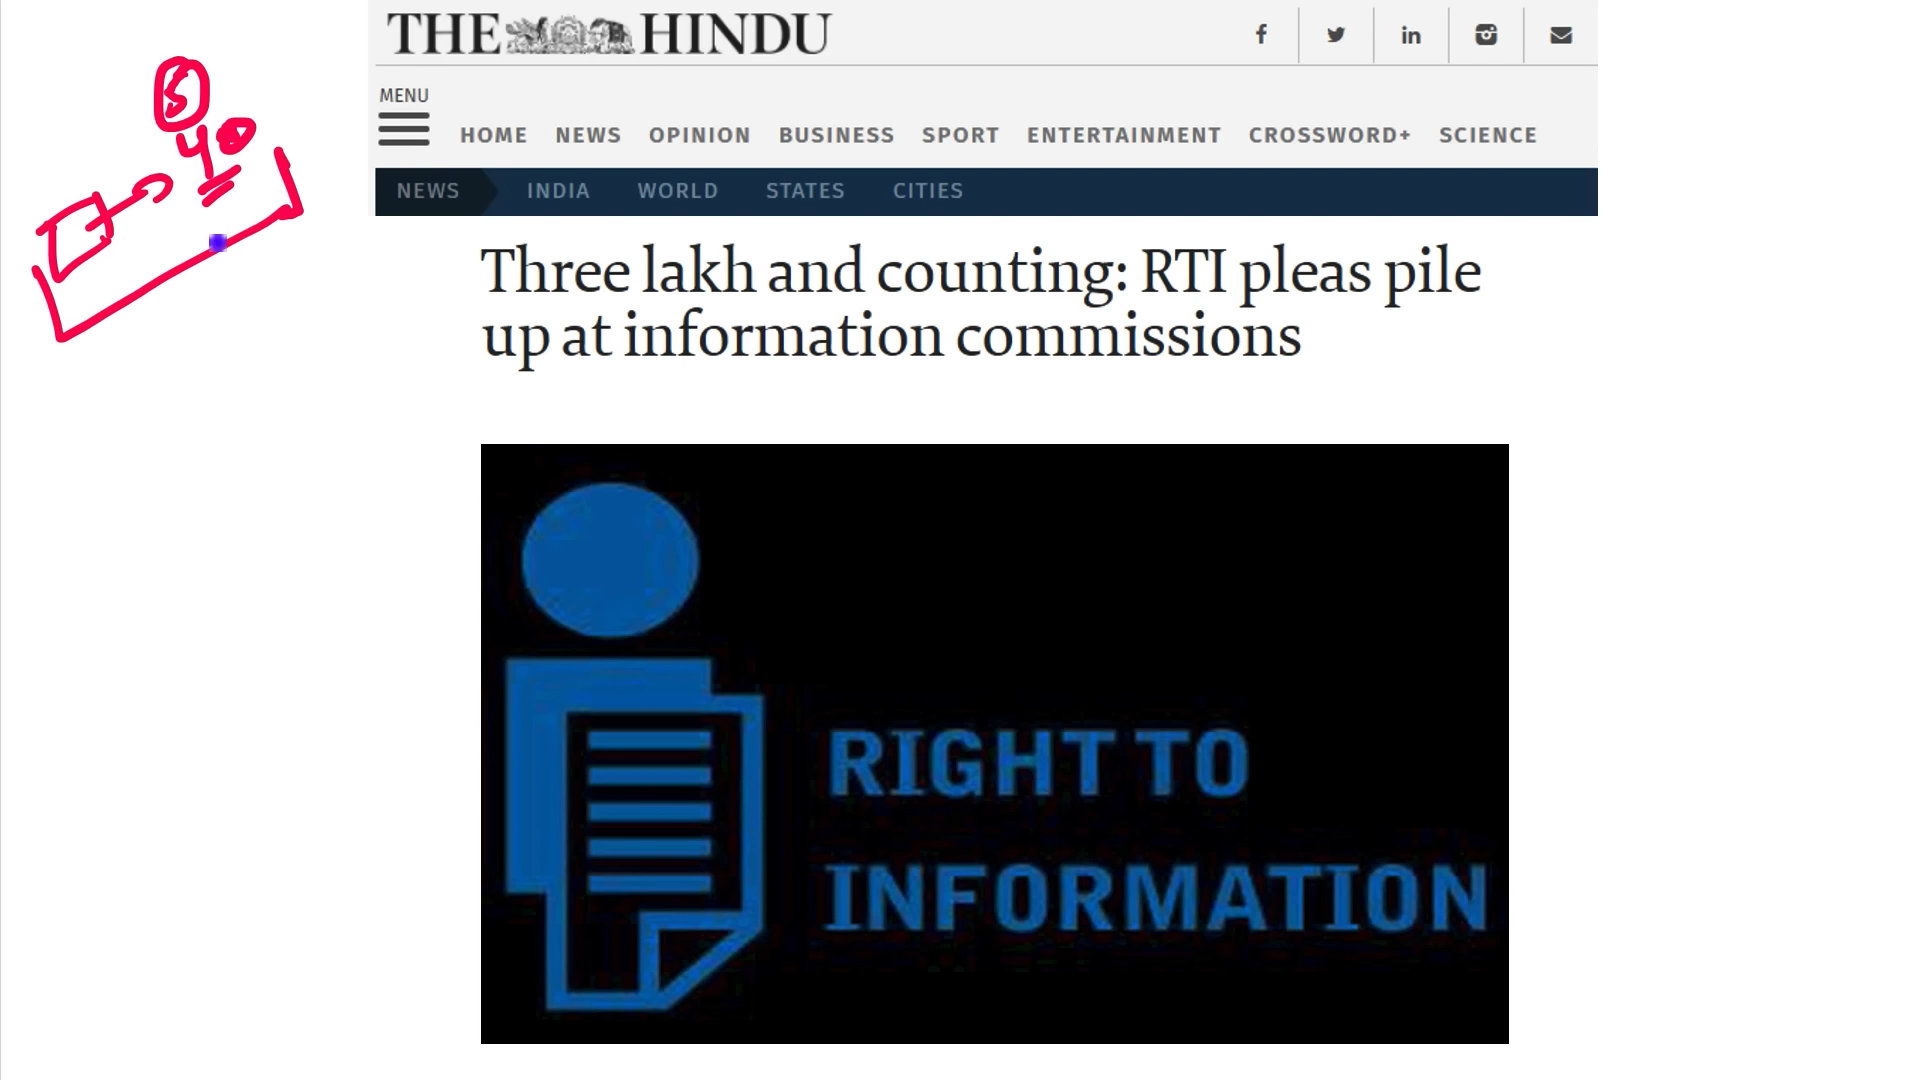 THE HINDU
MENU
HOME NEWS OPINION BUSINESS SPORT ENTERTAINMENT CROSSWORD+ SCIENCE
NEWS INDIA WORLD STATES CITIES
Three lakh and counting: RTI pleas pile
up at information commissions
RIGHT TO
INFORMATION